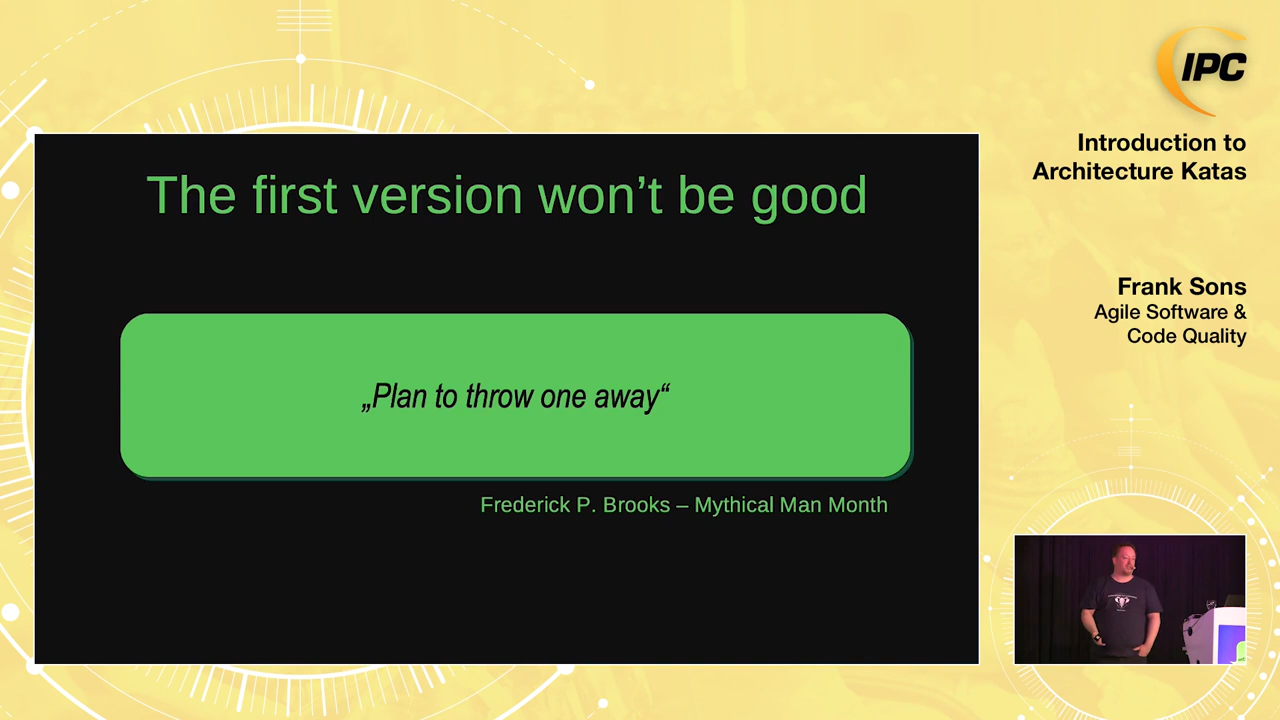 The first version won’t be good
„Plan to throw one away“
Frederick P. Brooks – Mythical Man Month
IPC
Introduction to
Architecture Katas
Frank Sons
Agile Software &
Code Quality